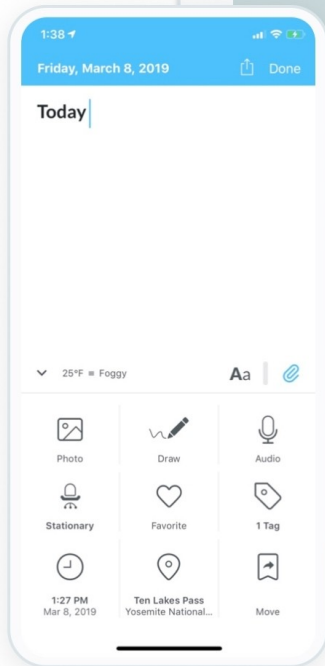 1:38
Friday, March 8, 2019 Done
Today
25°F Foggy Aa
Photo Draw Audio
Stationary Favorite 1 Tag
1:27 PM Ten Lakes Pass Move
Mar 8, 2019 Yosemite National...